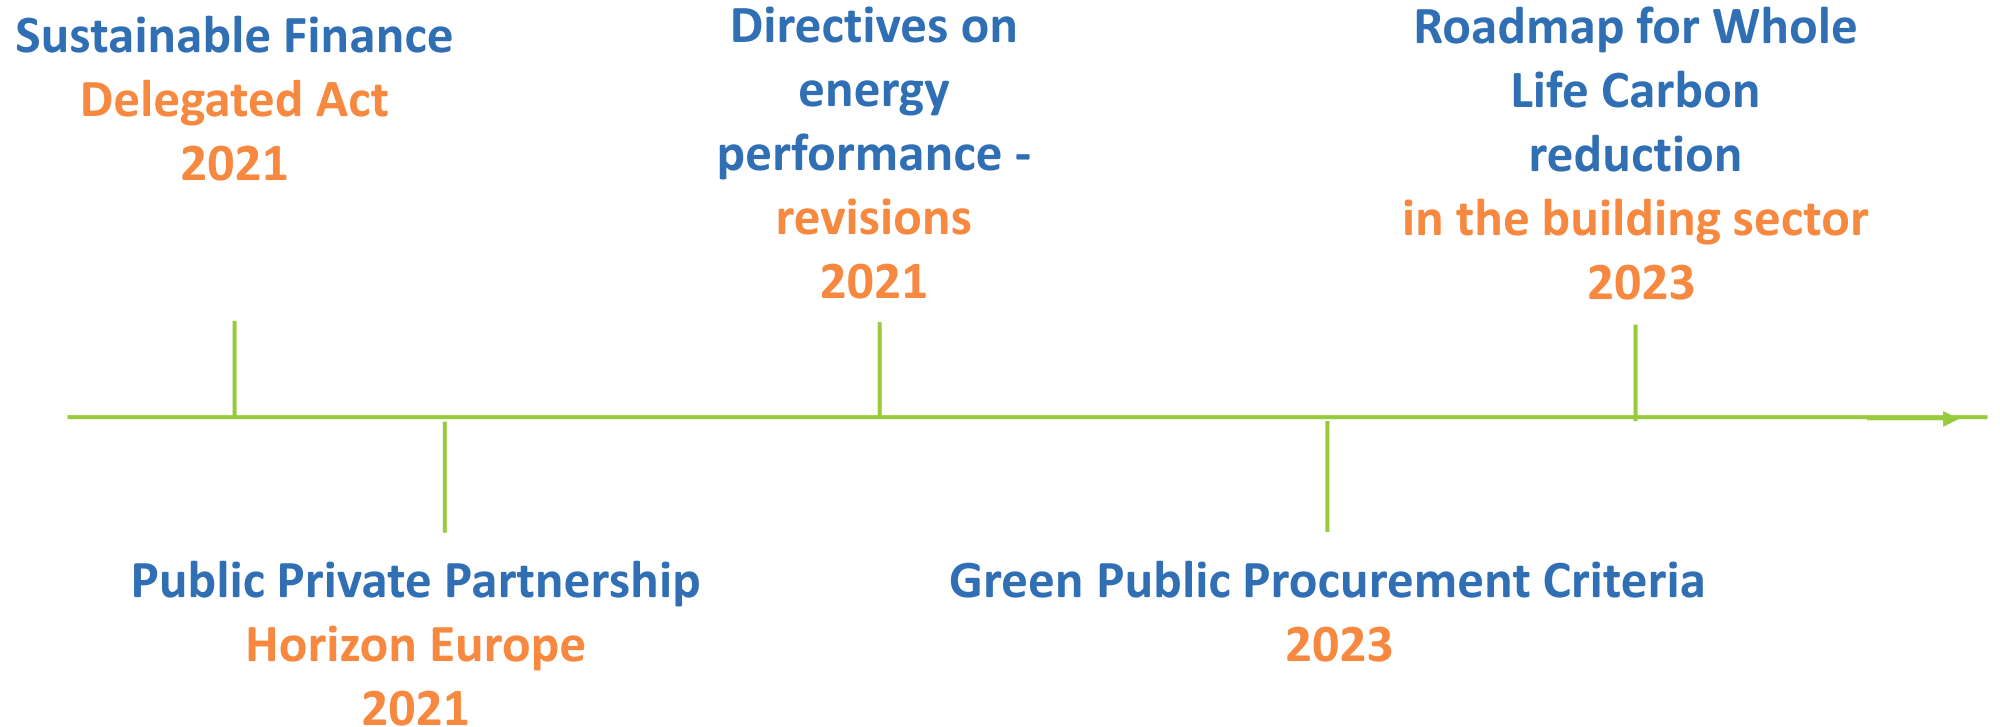 Sustainable Finance
Delegated Act
2021
Directives on
energy
performance -
revisions
2021
Roadmap for Whole
Life Carbon
reduction
in the building sector
2023
Public Private Partnership
Horizon Europe
2021
Green Public Procurement Criteria
2023